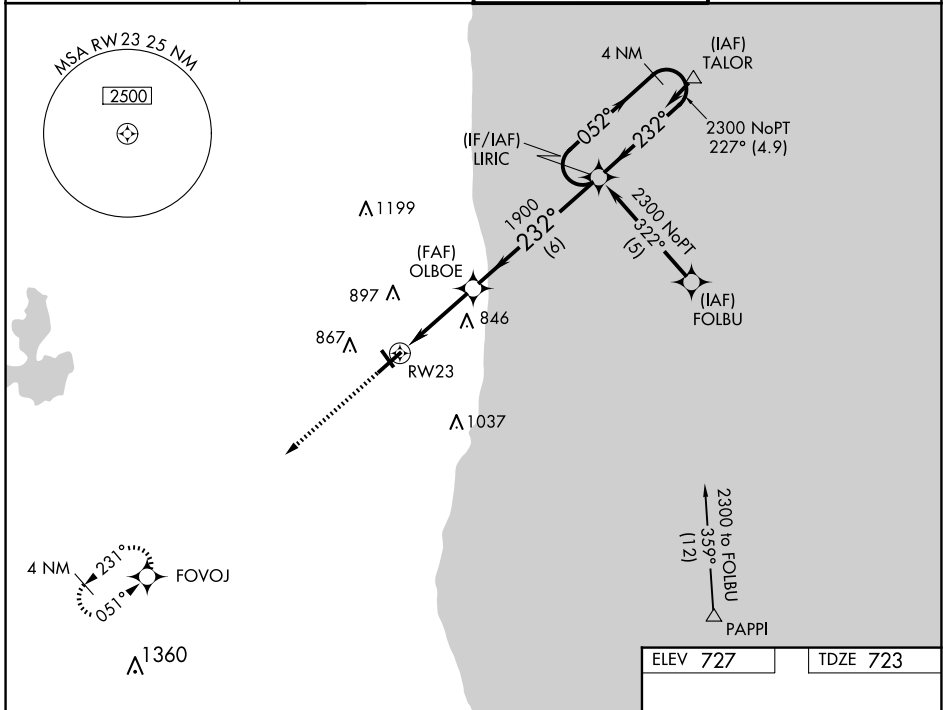 MSA RW23 25 NM
2500
4 NM
(IAF)
TALOR
052°
232°
2300 NoPT
227° (4.9)
(IF/IAF)
LIRIC
1199
1900
232°
(6)
2300 NoPT
322°
(5)
(FAF)
OLBOE
897
846
(IAF)
FOLBU
867
RW23
1037
2300 to FOLBU
359°
(12)
4 NM
231°
051°
FOVOJ
PAPPI
1360
ELEV 727
TDZE 723